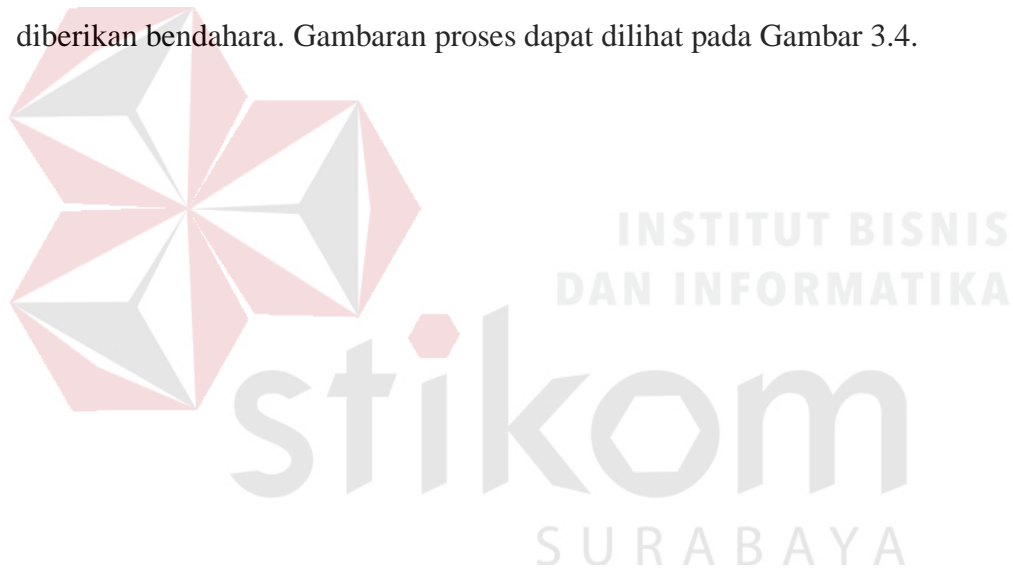 diberikan bendahara. Gambaran proses dapat dilihat pada Gambar 3.4.
INSTITUT BISNIS
DAN INFORMATIKA
stikom
SURABAYA